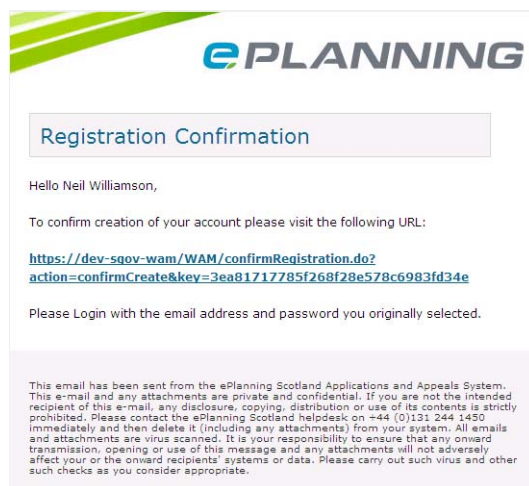 ePLANNING
Registration Confirmation
Hello Neil Williamson,
To confirm creation of your account please visit the following URL:
https://dev-sgov-wam/WAM/confirmRegistration.do?
action=confirmCreate&key=3ea81717785f268f28e578c6983fd34e
Please Login with the email address and password you originally selected.
This email has been sent from the ePlanning Scotland Applications and Appeals System.
This e-mail and any attachments are private and confidential. If you are not the intended
recipient of this e-mail, any disclosure, copying, distribution or use of its contents is strictly
prohibited. Please contact the ePlanning Scotland helpdesk on +44 (0)131 244 1450
immediately and then delete it (including any attachments) from your system. All emails
and attachments are virus scanned. It is your responsibility to ensure that any onward
transmission, opening or use of this message and any attachments will not adversely
affect your or the onward recipients' systems or data. Please carry out such virus and other
such checks as you consider appropriate.